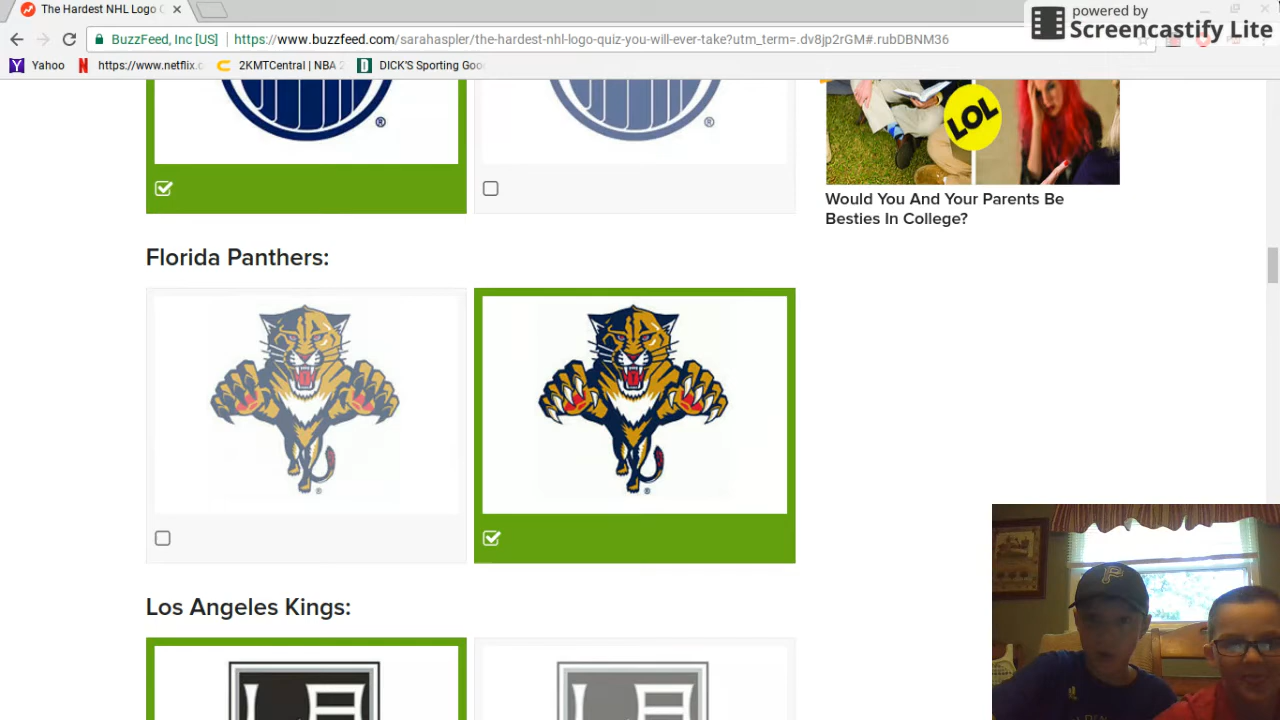 The Hardest NHL Logo
powered by
Screencastify Lite
BuzzFeed, Inc [US]
https://www.buzzfeed
/sarahaspler/the-hardest-nhl-logo-quiz-you-will-ever-take?utm_term=.dv8jp2rGM#.rubDBNM36
Yahoo
https://www.netflix.c
2KMTCentral | NBA 2
DICK'S Sporting Goo
®
®
LOL
Would You And Your Parents Be
Besties In College?
Florida Panthers:
®
®
Los Angeles Kings:
LA
LA
P